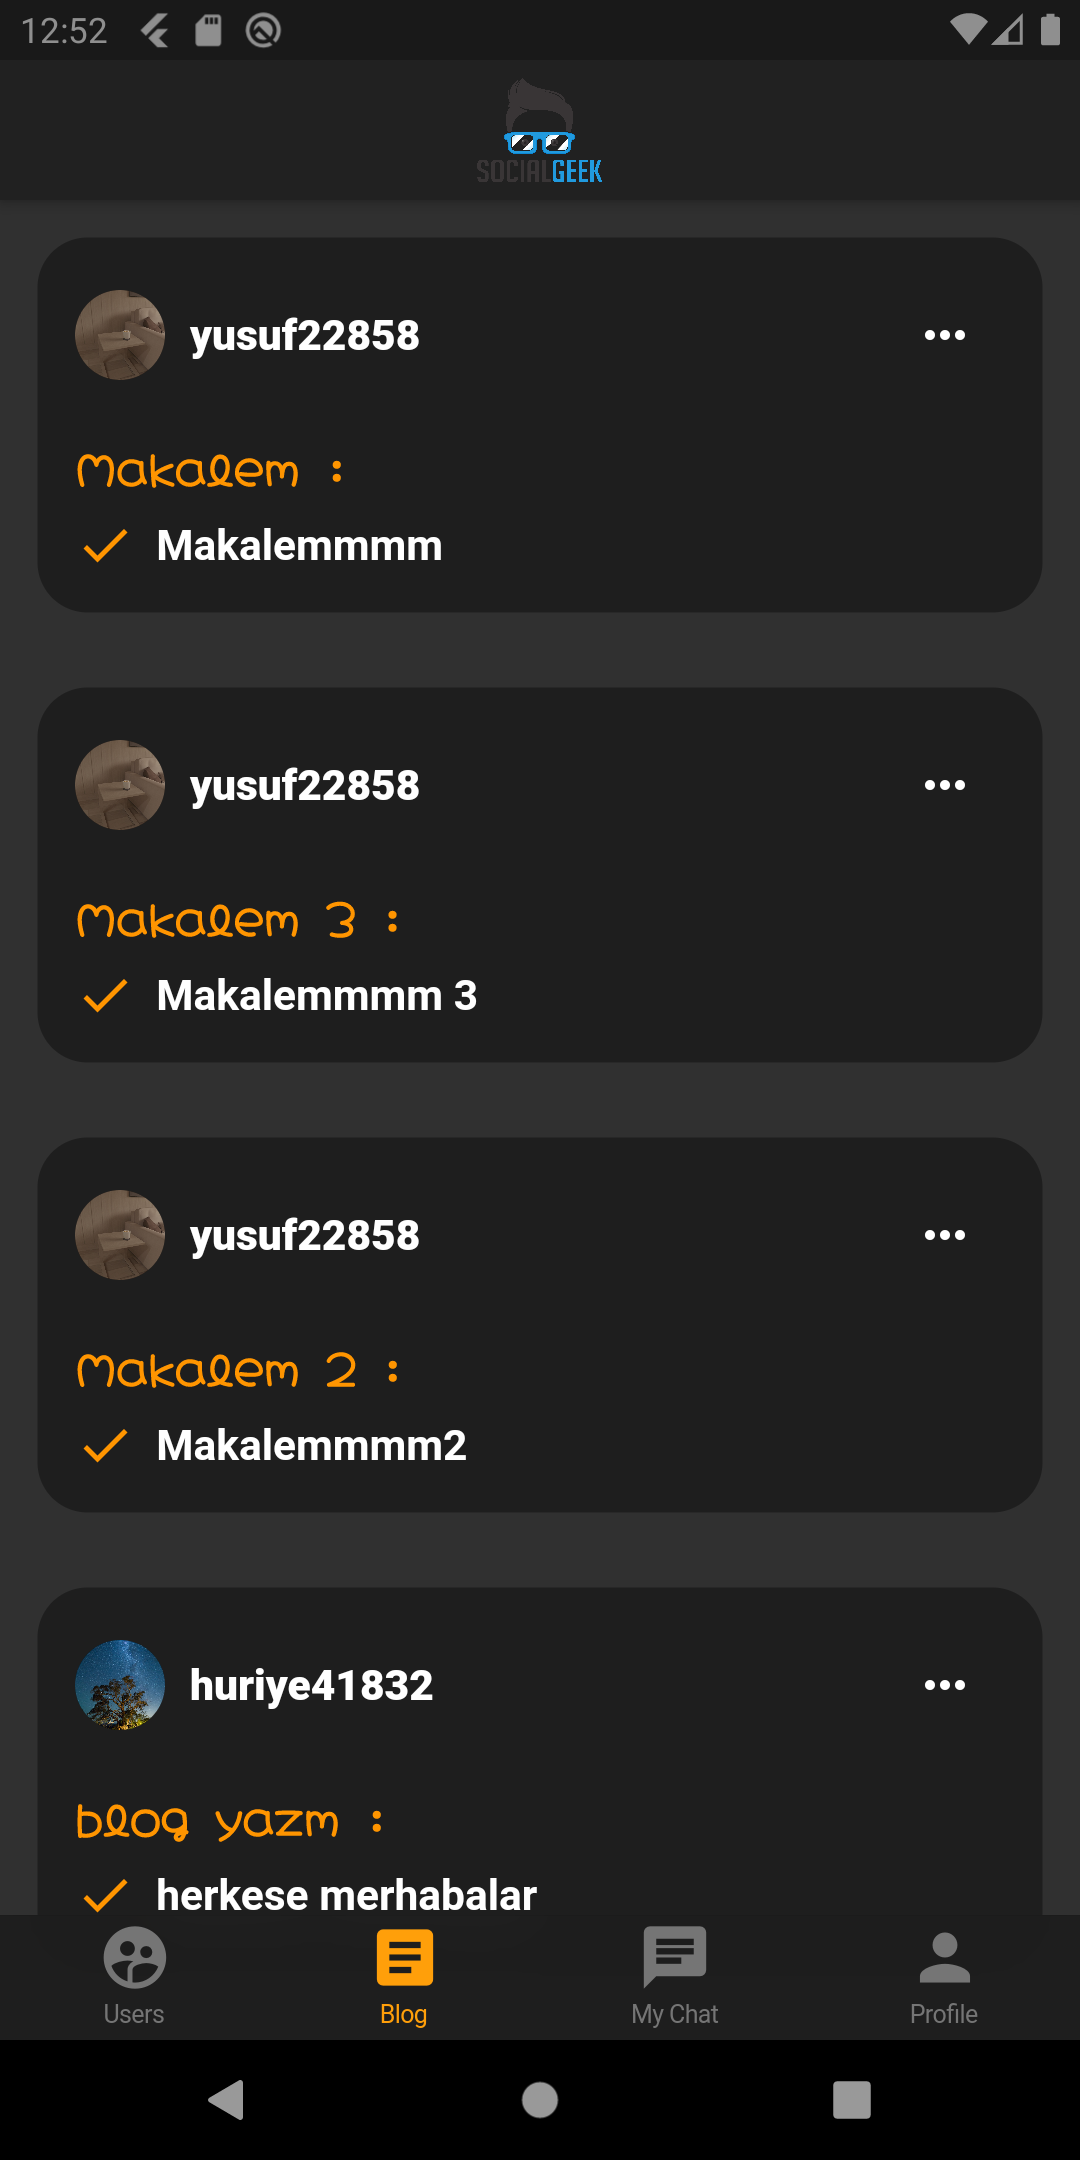 12:52
SOCIALGEEK
yusuf22858
Makalem :
Makalemmmm
yusuf22858
Makalem 3 :
Makalemmmm 3
yusuf22858
Makalem 2 :
Makalemmmm2
huriye41832
blog yazm :
herkese merhabalar
Users
Blog
My Chat
Profile